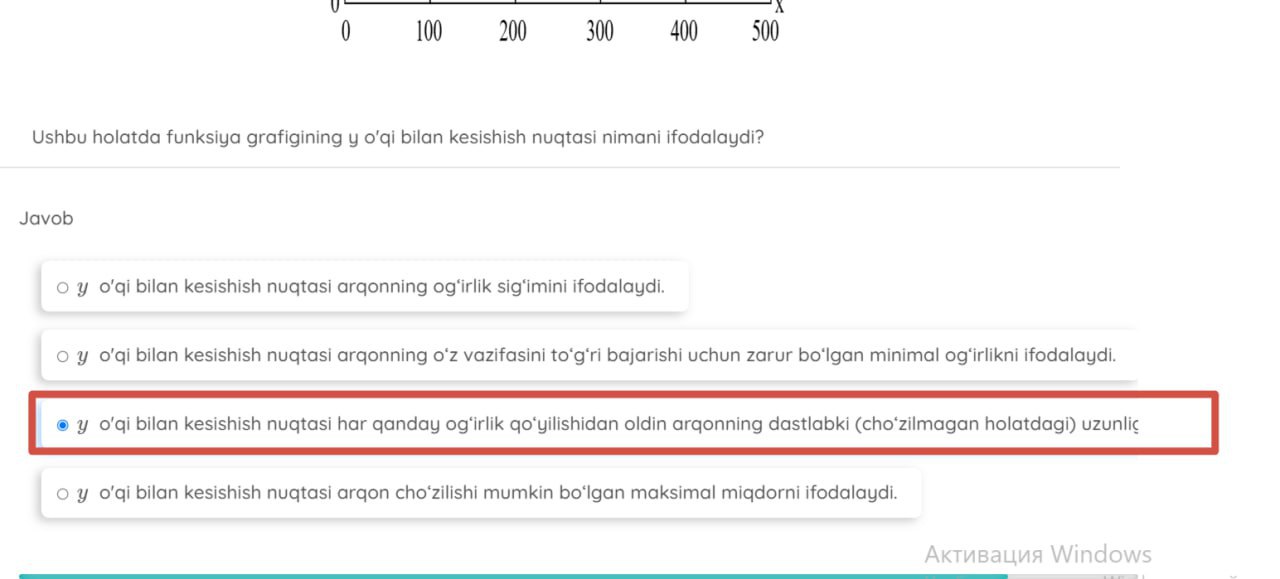 0 x
0 100 200 300 400 500
Ushbu holatda funksiya grafigining y o'qi bilan kesishish nuqtasi nimani ifodalaydi?
Javob
y o'qi bilan kesishish nuqtasi arqonning og‘irlik sig‘imini ifodalaydi.
y o'qi bilan kesishish nuqtasi arqonning o‘z vazifasini to‘g‘ri bajarishi uchun zarur bo‘lgan minimal og‘irlikni ifodalaydi.
y o'qi bilan kesishish nuqtasi har qanday og‘irlik qo‘yilishidan oldin arqonning dastlabki (cho‘zilmagan holatdagi)
y o'qi bilan kesishish nuqtasi arqon cho‘zilishi mumkin bo‘lgan maksimal miqdorni ifodalaydi.
Активация Windows